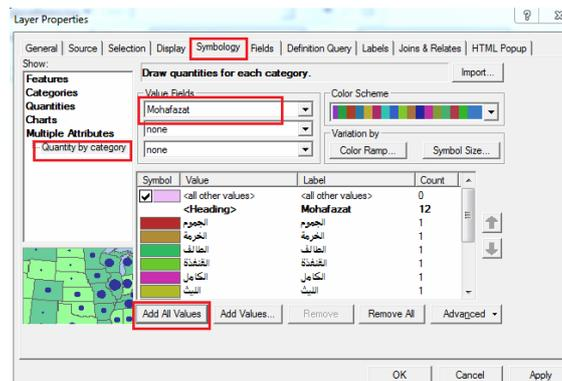 Layer Properties
General Source Selection Display Symbology Fields Definition Query Labels Joins & Relates HTML Popup
Show:
Features
Categories
Quantities
Charts
Multiple Attributes
Quantity by category
Draw quantities for each category.
Import...
Value Fields
Mohafazat
none
none
Color Scheme
Variation by
Color Ramp...
Symbol Size...
Symbol Value Label Count
<all other values> <all other values> 0
<Heading> Mohafazat 12
الجموم الجموم 1
الخرمة الخرمة 1
الطائف الطائف 1
القنفذة القنفذة 1
الكامل الكامل 1
الليث الليث 1
Add All Values Add Values... Remove Remove All Advanced
OK Cancel Apply